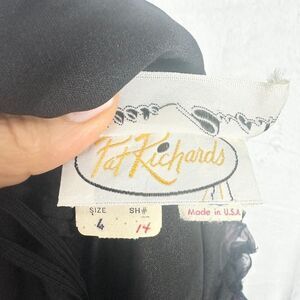 Pat Richards
SIZE SH#
4 14
Made in U.S.A.